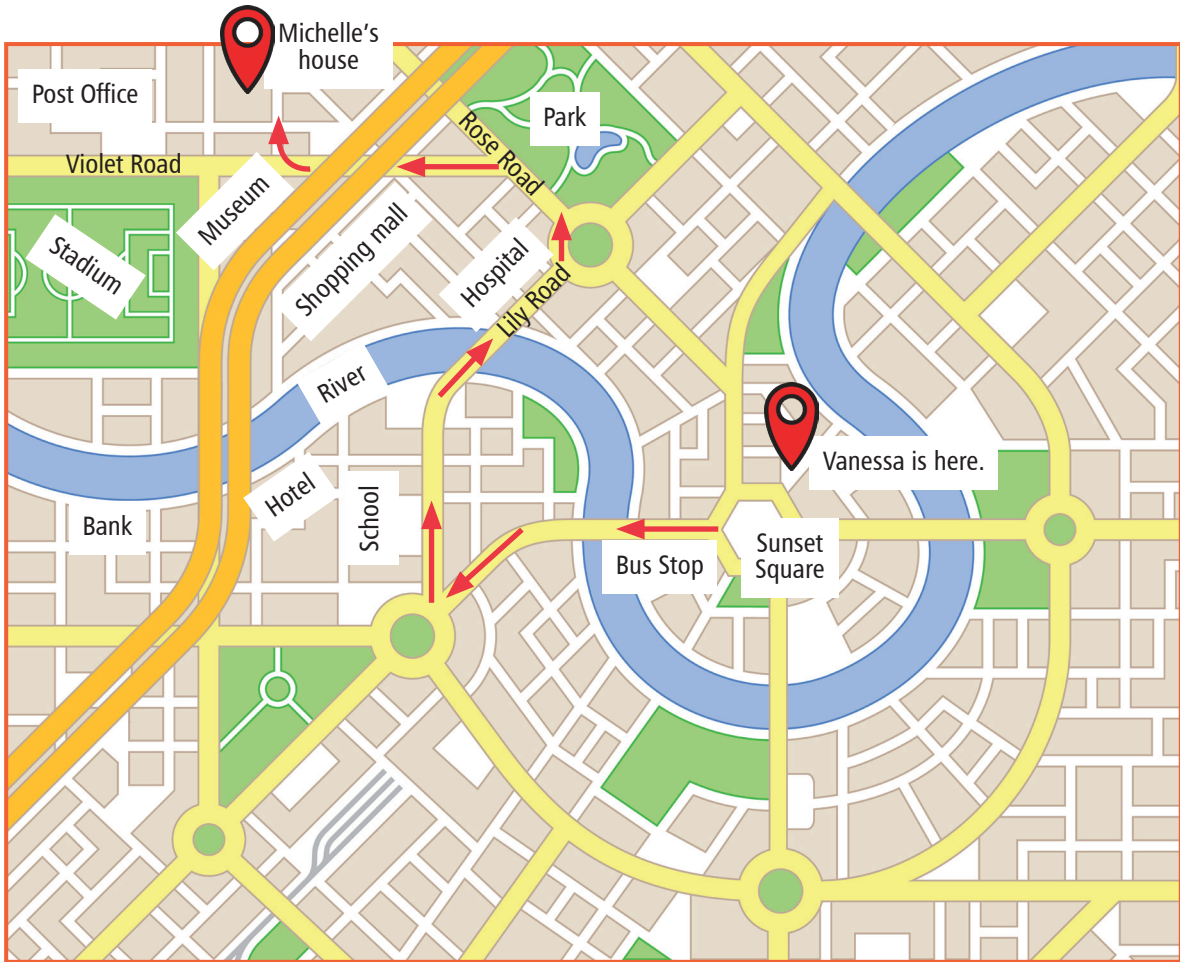 Michelle's
house
Post Office
Park
Rose Road
Violet Road
Museum
Shopping mall
Stadium
Hospital
Lily Road
River
Vanessa is here.
Hotel
School
Bank
Bus Stop
Sunset
Square